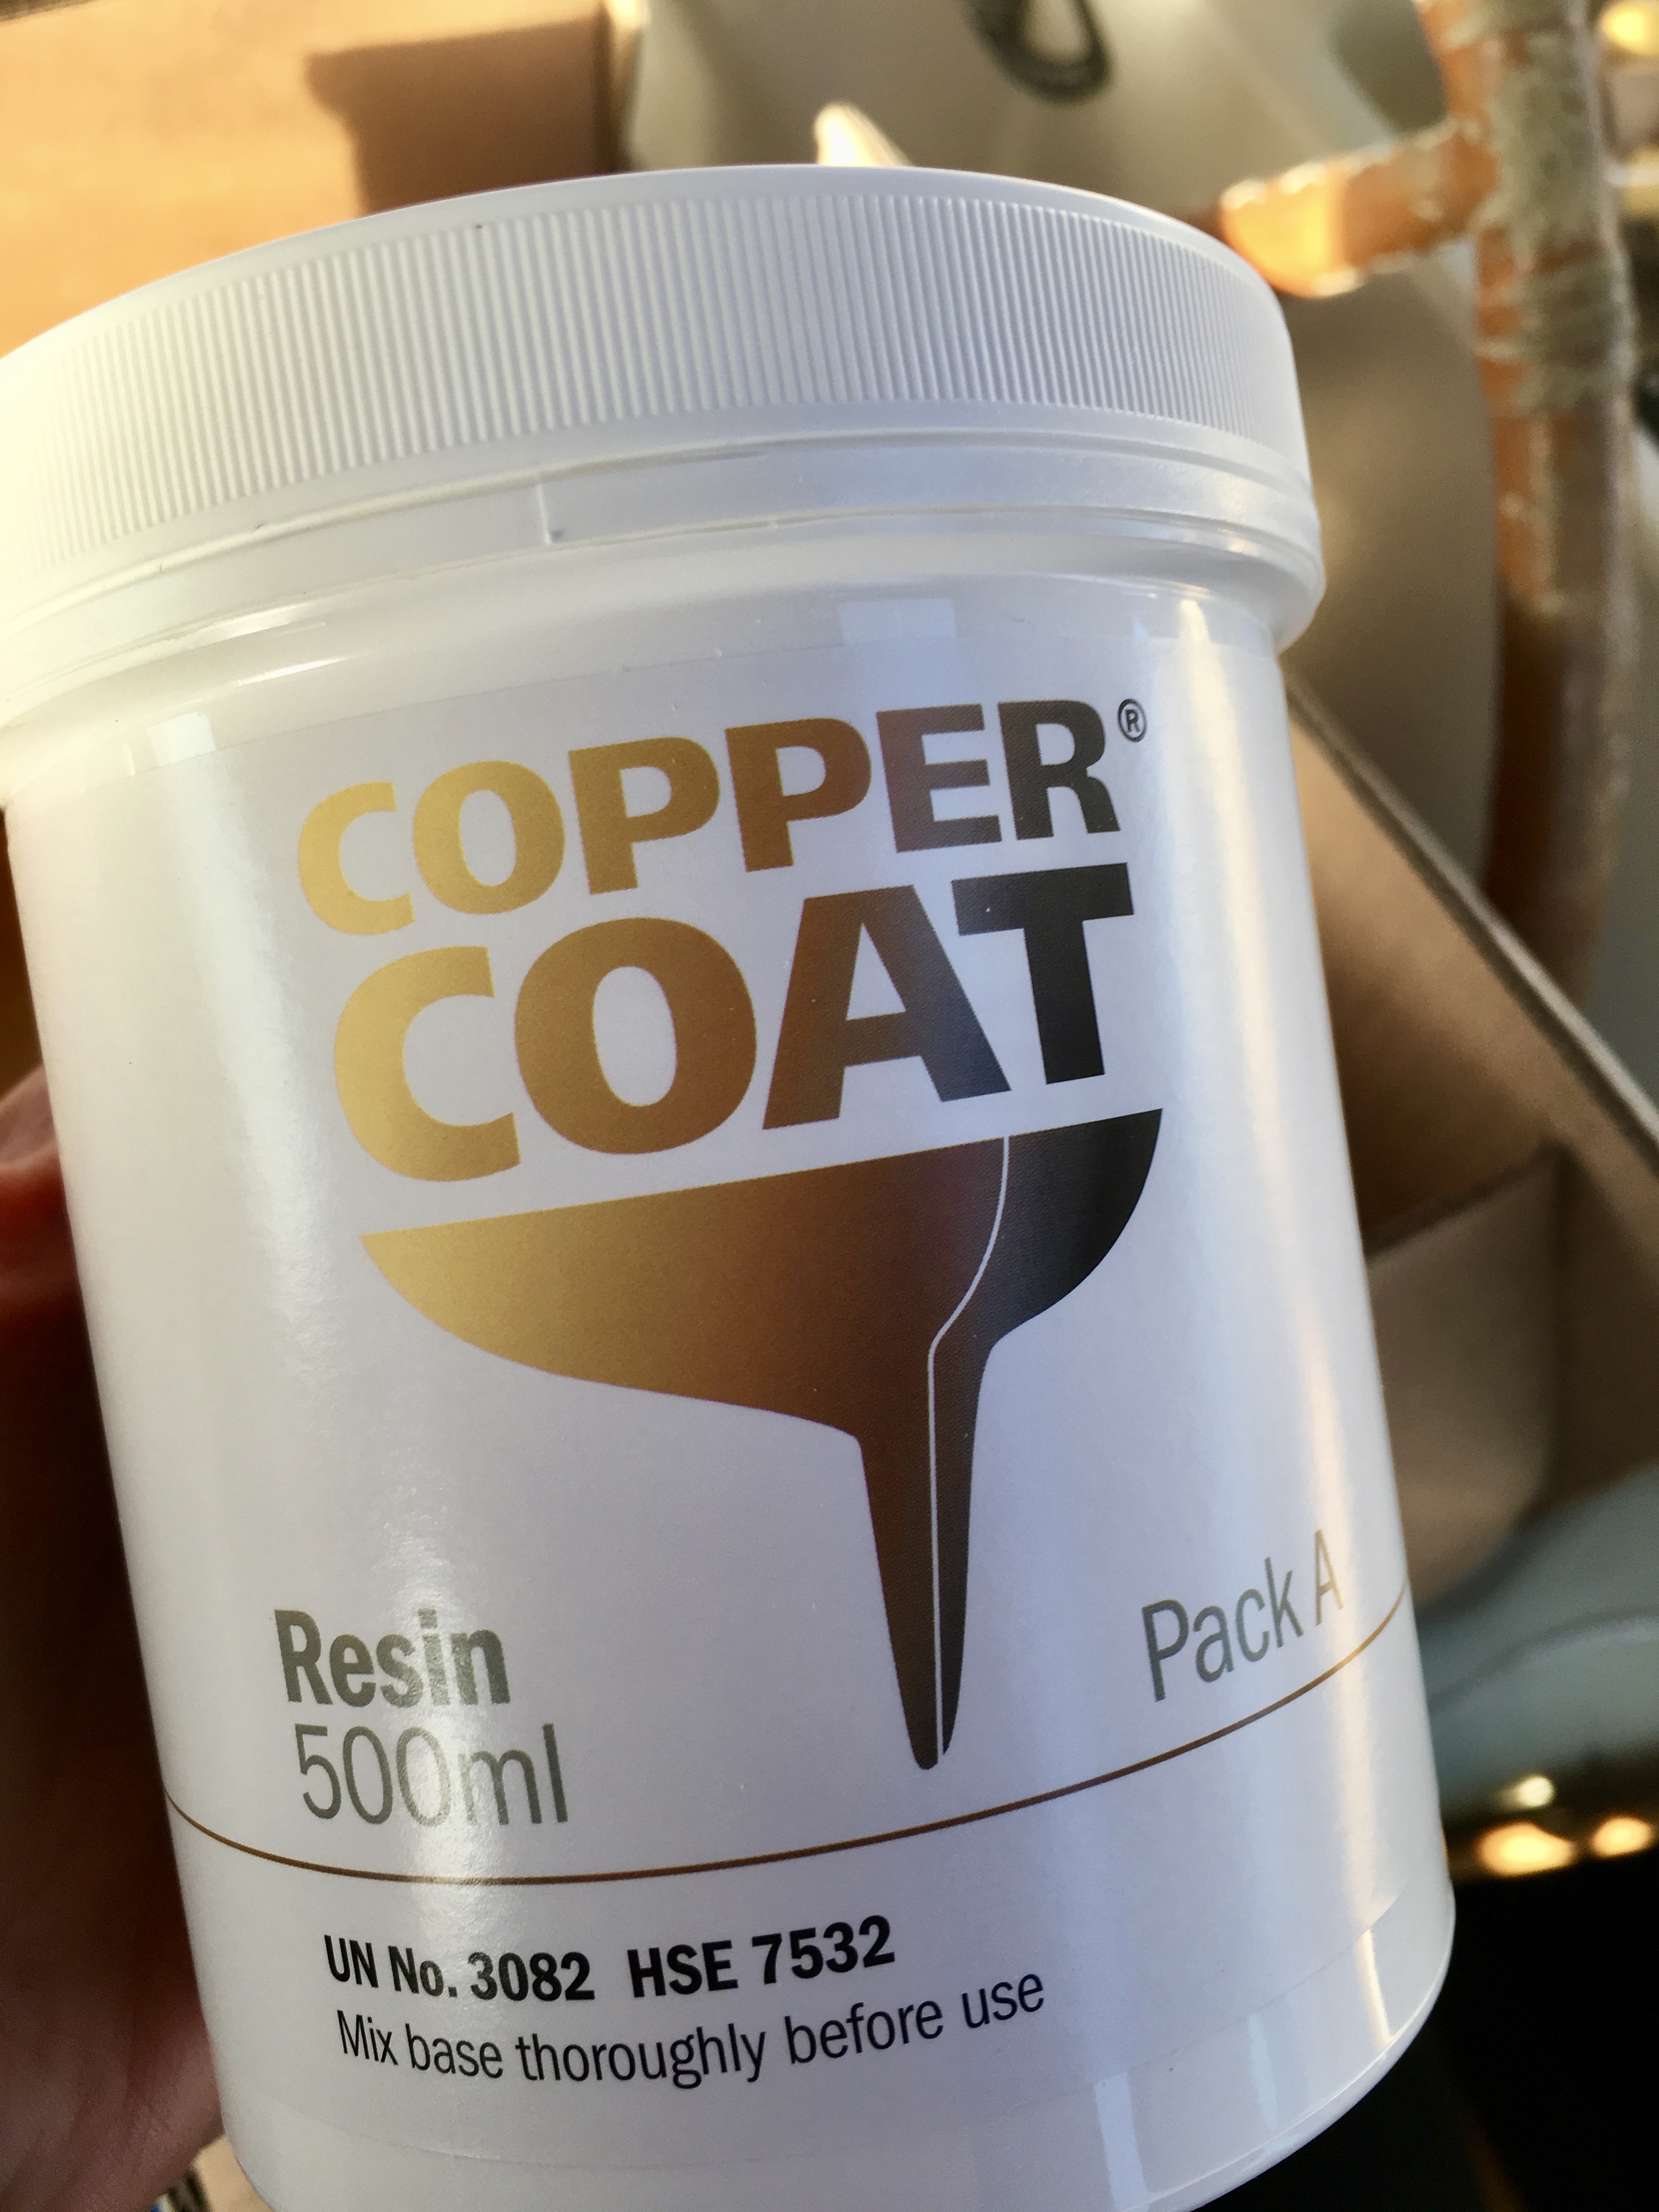 COPPER®
COAT
Resin
500ml
Pack A
UN No. 3082 HSE 7532
Mix base thoroughly before use